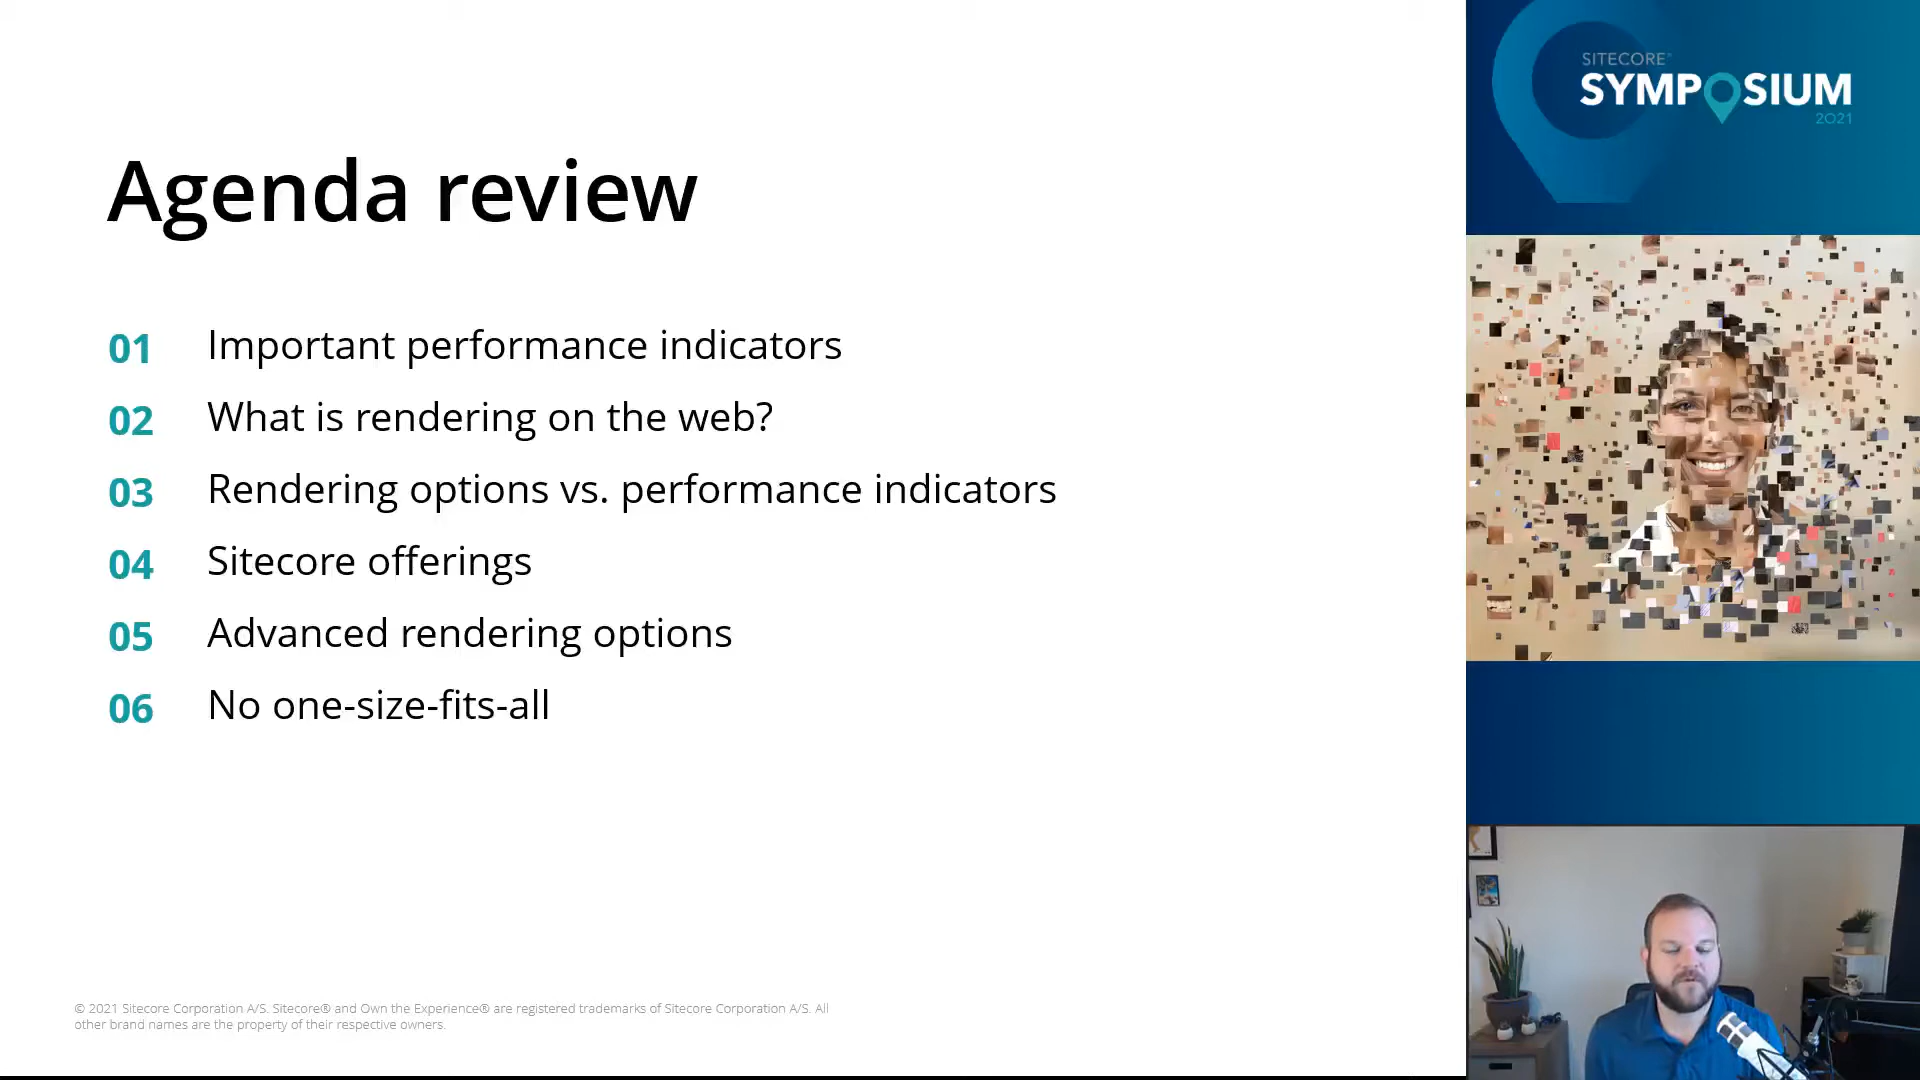 Agenda review
01 Important performance indicators
02 What is rendering on the web?
03 Rendering options vs. performance indicators
04 Sitecore offerings
05 Advanced rendering options
06 No one-size-fits-all
© 2021 Sitecore Corporation A/S. Sitecore® and Own the Experience® are registered trademarks of Sitecore Corporation A/S. All
other brand names are the property of their respective owners.
SITECORE™
SYMPOSIUM
2021